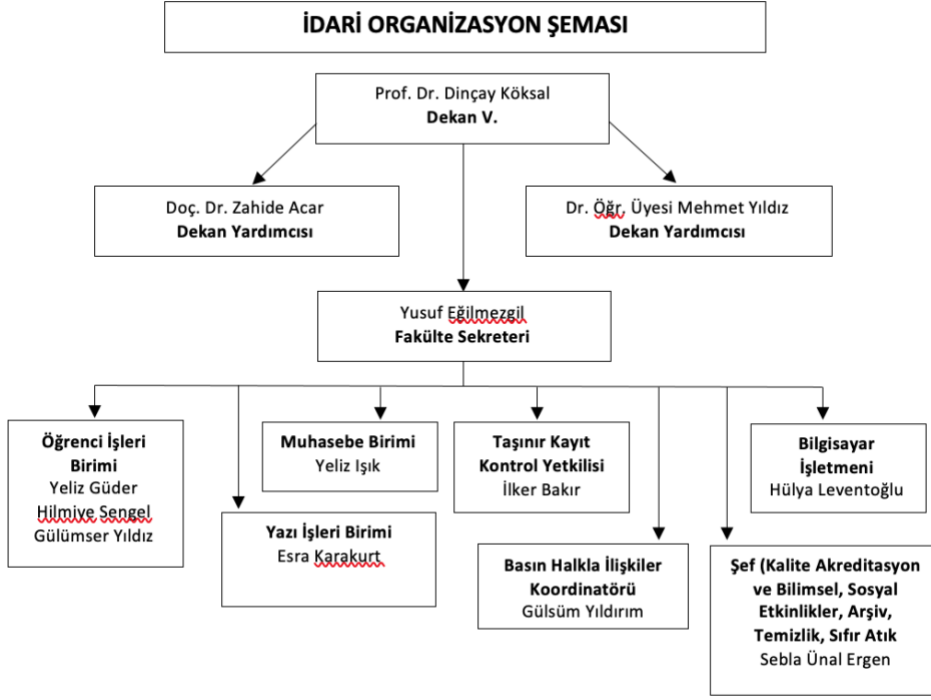 İDARİ ORGANİZASYON ŞEMASI
Prof. Dr. Dinçay Köksal
Dekan V.
Doç. Dr. Zahide Acar
Dekan Yardımcısı
Dr. Öğr. Üyesi Mehmet Yıldız
Dekan Yardımcısı
Yusuf Eğilmezgil
Fakülte Sekreteri
Öğrenci İşleri
Birimi
Yeliz Güder
Hilmiye Sengel
Gülümser Yıldız
Yazı İşleri Birimi
Esra Karakurt
Muhasebe Birimi
Yeliz Işık
Taşınır Kayıt
Kontrol Yetkilisi
İlker Bakır
Basın Halkla İlişkiler
Koordinatörü
Gülsüm Yıldırım
Şef (Kalite Akreditasyon
ve Bilimsel, Sosyal
Etkinlikler, Arşiv,
Temizlik, Sıfır Atık
Sebla Ünal Ergen
Bilgisayar
İşletmeni
Hülya Leventoğlu